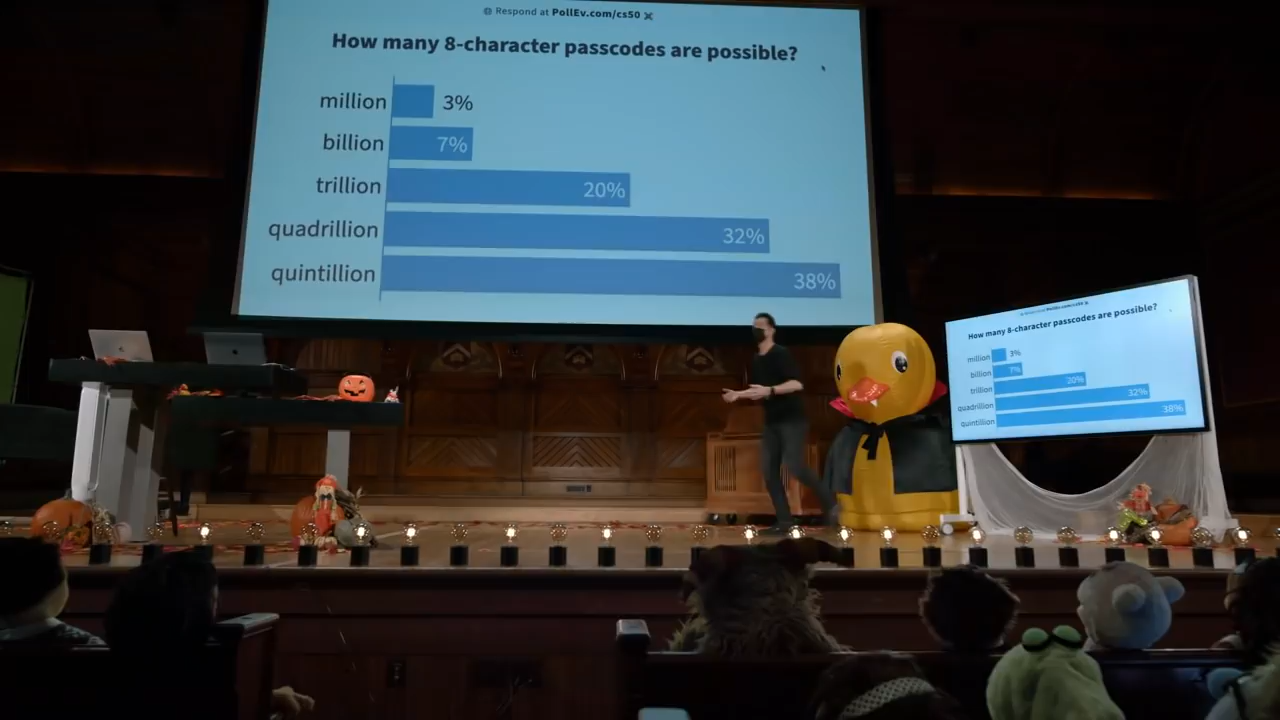 Respond at PollEv.com/cs50
How many 8-character passcodes are possible?
million 3%
billion 7%
trillion 20%
quadrillion 32%
quintillion 38%
How many 8-character passcodes are possible?
million 3%
billion 7%
trillion 20%
quadrillion 32%
quintillion 38%